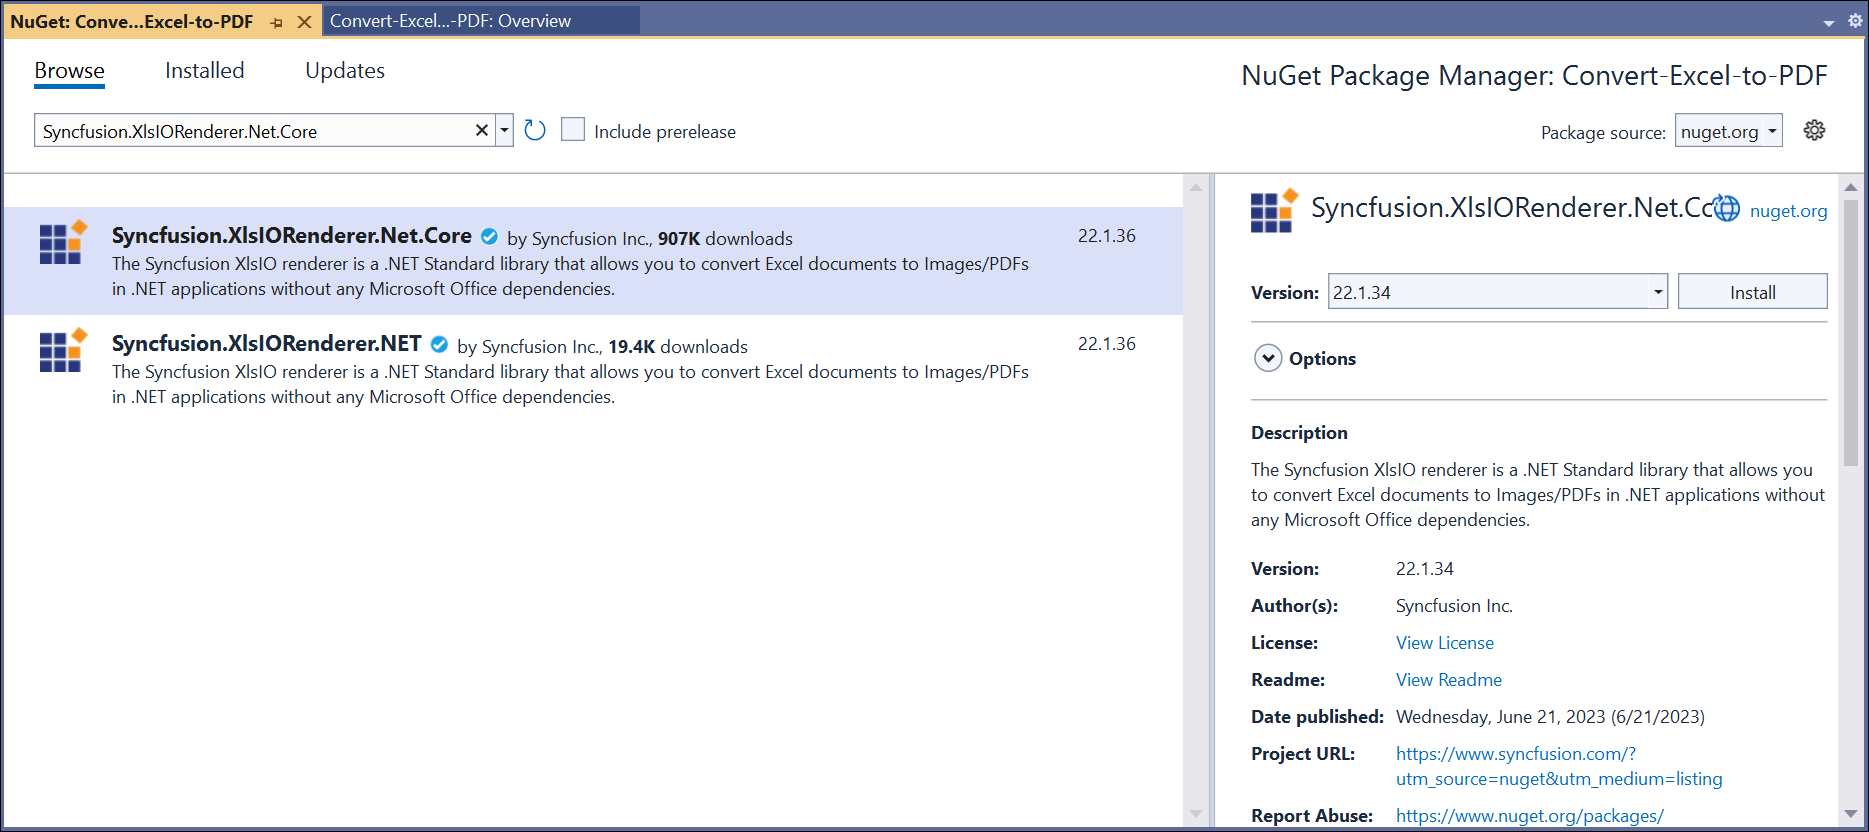 NuGet: Conve...Excel-to-PDF
Convert-Excel...-PDF: Overview
Browse
Installed
Updates
NuGet Package Manager: Convert-Excel-to-PDF
Syncfusion.XlsIORenderer.Net.Core
Include prerelease
Package source: nuget.org
Syncfusion.XlsIORenderer.Net.Core by Syncfusion Inc., 907K downloads
22.1.36
The Syncfusion XlsIO renderer is a .NET Standard library that allows you to convert Excel documents to Images/PDFs
in .NET applications without any Microsoft Office dependencies.
Syncfusion.XlsIORenderer.NET by Syncfusion Inc., 19.4K downloads
22.1.36
The Syncfusion XlsIO renderer is a .NET Standard library that allows you to convert Excel documents to Images/PDFs
in .NET applications without any Microsoft Office dependencies.
Syncfusion.XlsIORenderer.Net.Cc
nuget.org
Version: 22.1.34
Install
Options
Description
The Syncfusion XlsIO renderer is a .NET Standard library that allows you
to convert Excel documents to Images/PDFs in .NET applications without
any Microsoft Office dependencies.
Version: 22.1.34
Author(s): Syncfusion Inc.
License: View License
Readme: View Readme
Date published: Wednesday, June 21, 2023 (6/21/2023)
Project URL: https://www.syncfusion.com/?
utm_source=nuget&utm_medium=listing
Report Abuse: https://www.nuget.org/packages/